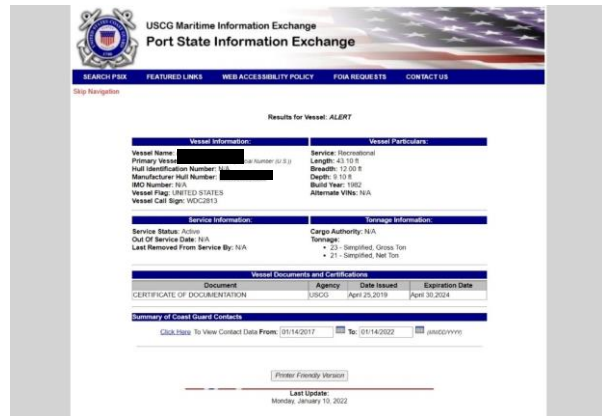 USCG Maritime Information Exchange
Port State Information Exchange
SEARCH PSIX FEATURED LINKS WEB ACCESSIBILITY POLICY FOIA REQUESTS CONTACT US
Skip Navigation
Results for Vessel: ALERT
Vessel Information:
Vessel Name:
Primary Vessel Number (U.S.))
Hull Identification Number: N/A
Manufacturer Hull Number:
IMO Number: N/A
Vessel Flag: UNITED STATES
Vessel Call Sign: WDC2813
Vessel Particulars:
Service: Recreational
Length: 43.10 ft
Breadth: 12.00 ft
Depth: 9.10 ft
Build Year: 1982
Alternate VINs: N/A
Service Information:
Service Status: Active
Out Of Service Date: N/A
Last Removed From Service By: N/A
Tonnage Information:
Cargo Authority: N/A
Tonnage:
• 23 - Simplified, Gross Ton
• 21 - Simplified, Net Ton
Vessel Documents and Certifications
Document Agency Date Issued Expiration Date
CERTIFICATE OF DOCUMENTATION USCG April 25,2019 April 30,2024
Summary of Coast Guard Contacts
Click Here To View Contact Data From: 01/14/2017 To: 01/14/2022 (MM/DD/YYYY)
Printer Friendly Version
Last Update:
Monday, January 10, 2022